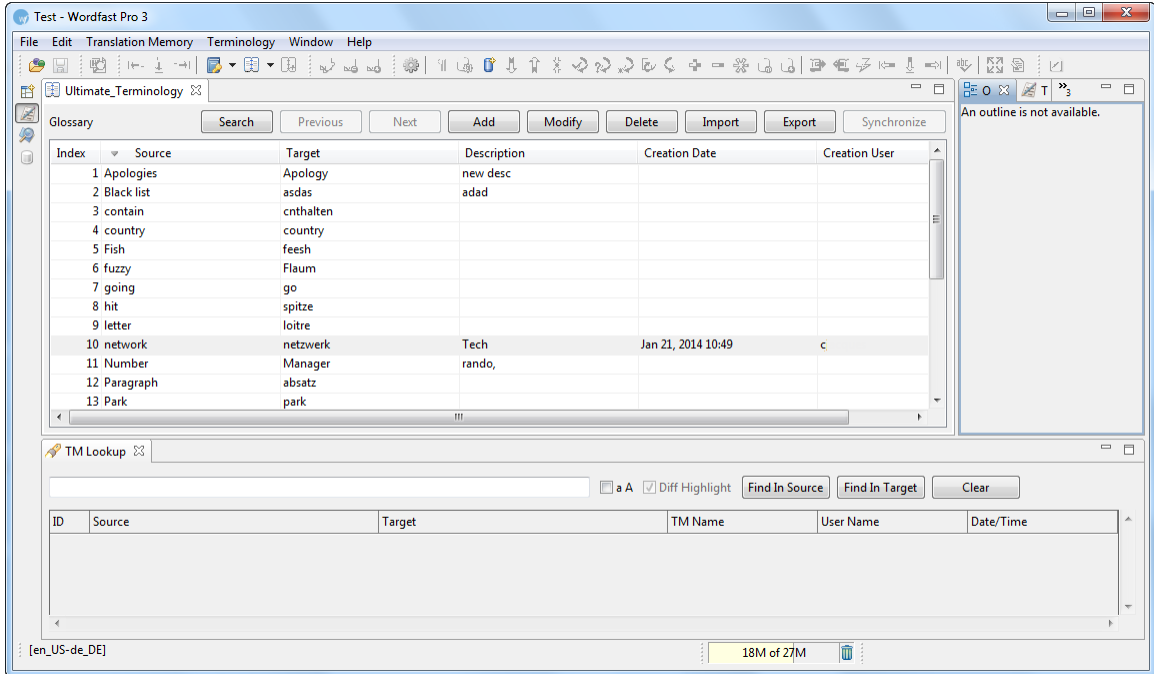 Test - Wordfast Pro 3
File Edit Translation Memory Terminology Window Help
Ultimate_Terminology
O T 3
Glossary Search Previous Next Add Modify Delete Import Export Synchronize
An outline is not available.
Index Source Target Description Creation Date Creation User
1 Apologies Apology new desc
2 Black list asdas adad
3 contain cnthalten
4 country country
5 Fish feesh
6 fuzzy Flaum
7 going go
8 hit spitze
9 letter loitre
10 network netzwerk Tech Jan 21, 2014 10:49 c
11 Number Manager rando,
12 Paragraph absatz
13 Park park
TM Lookup
a A Diff Highlight Find In Source Find In Target Clear
ID Source Target TM Name User Name Date/Time
[en_US-de_DE] 18M of 27M